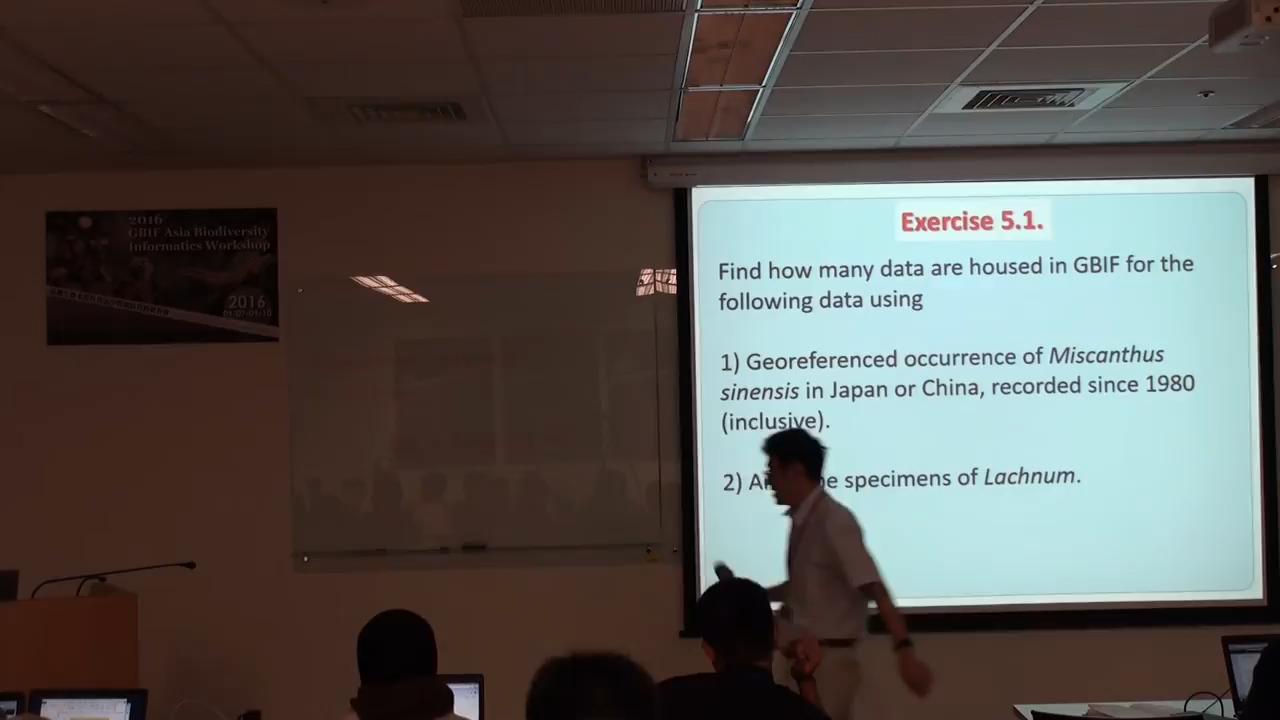 2016
GBIF Asia Biodiversity
Informatics Workshop
2016
Exercise 5.1.
Find how many data are housed in GBIF for the
following data using
1) Georeferenced occurrence of Miscanthus
sinensis in Japan or China, recorded since 1980
(inclusive).
2) specimens of Lachnum.